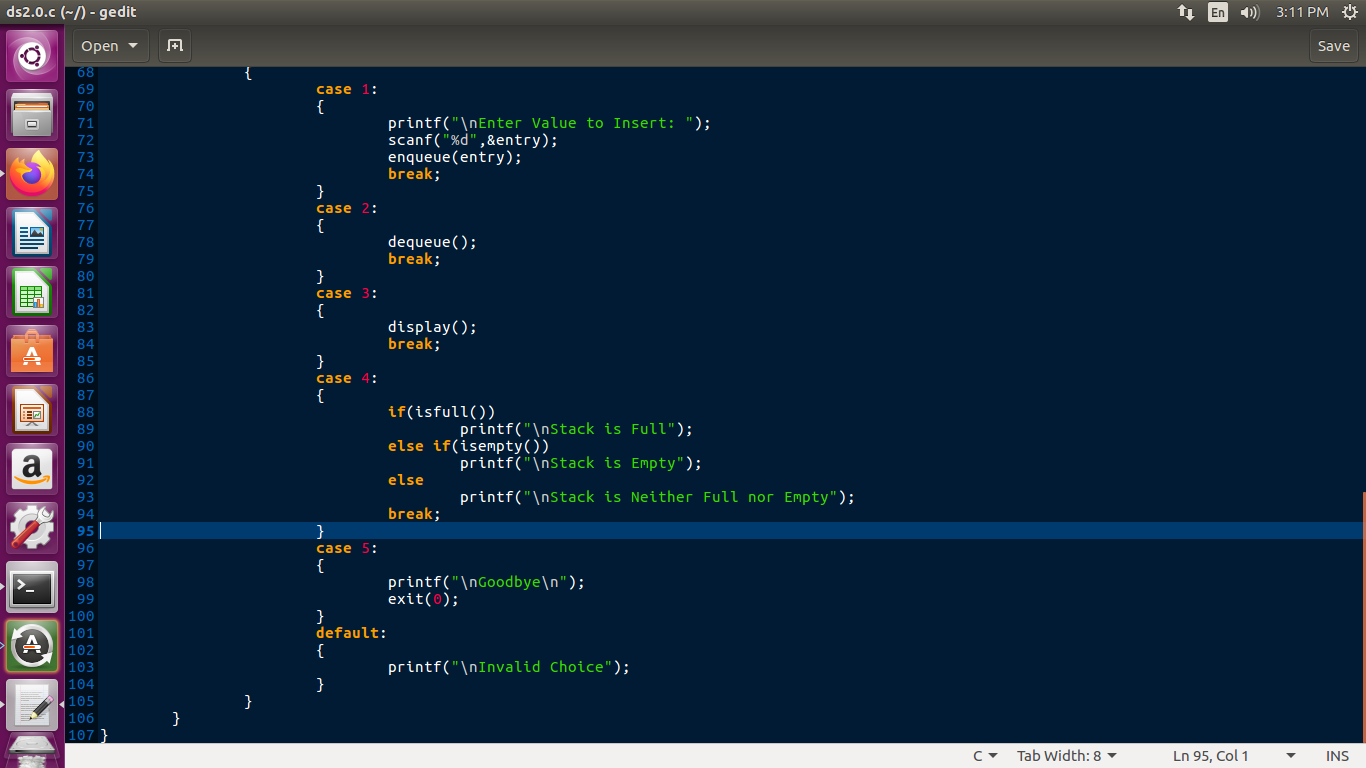 ds2.0.c (~/) - gedit
En
3:11 PM
Open
Save
68 {
69 case 1:
70 {
71 printf("\nEnter Value to Insert: ");
72 scanf("%d",&entry);
73 enqueue(entry);
74 break;
75 }
76 case 2:
77 {
78 dequeue();
79 break;
80 }
81 case 3:
82 {
83 display();
84 break;
85 }
86 case 4:
87 {
88 if(isfull())
89 printf("\nStack is Full");
90 else if(isempty())
91 printf("\nStack is Empty");
92 else
93 printf("\nStack is Neither Full nor Empty");
94 break;
95 }
96 case 5:
97 {
98 printf("\nGoodbye\n");
99 exit(0);
100 }
101 default:
102 {
103 printf("\nInvalid Choice");
104 }
105 }
106 }
107 }
C Tab Width: 8 Ln 95, Col 1 INS